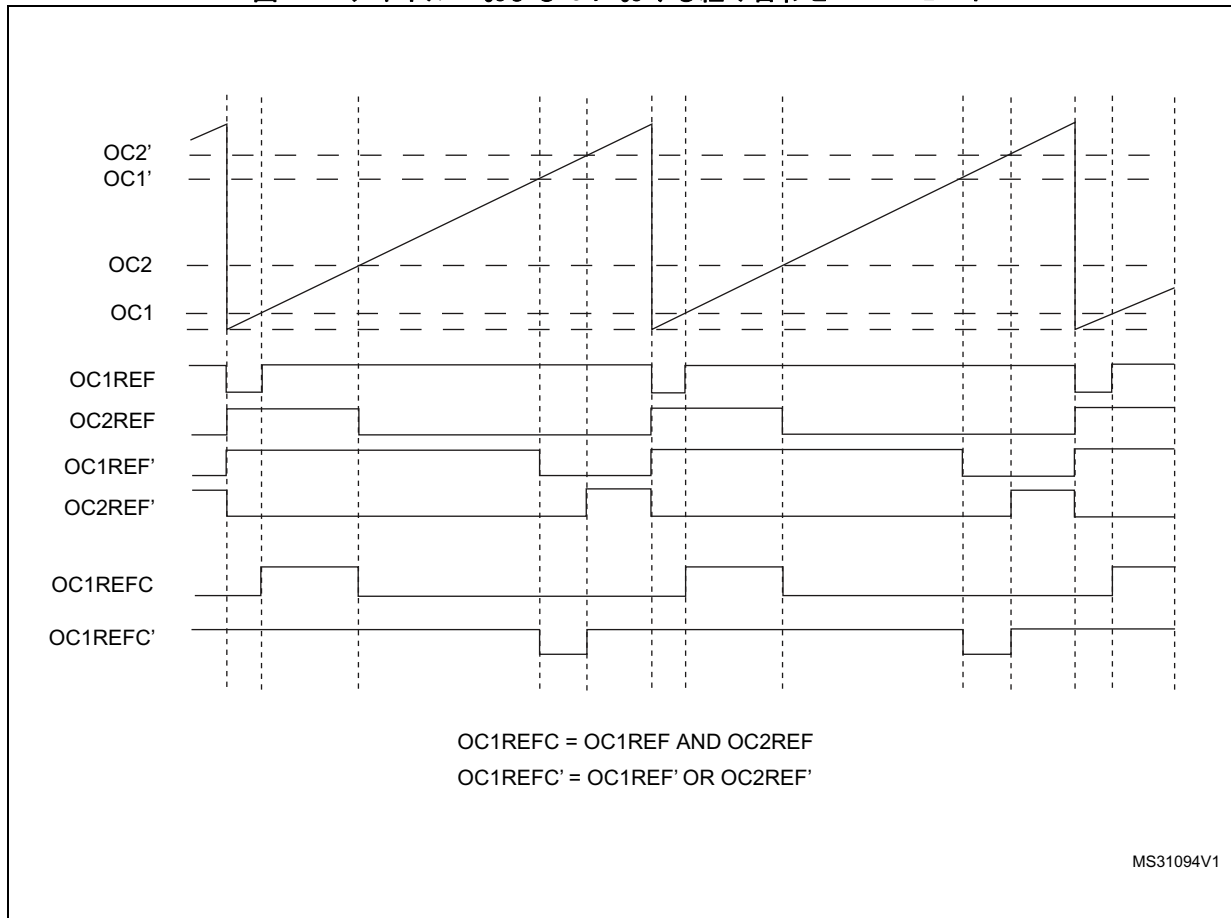 OC2’
OC1’
OC2
OC1
OC1REF
OC2REF
OC1REF’
OC2REF’
OC1REFC
OC1REFC’
OC1REFC = OC1REF AND OC2REF
OC1REFC’ = OC1REF’ OR OC2REF’
MS31094V1